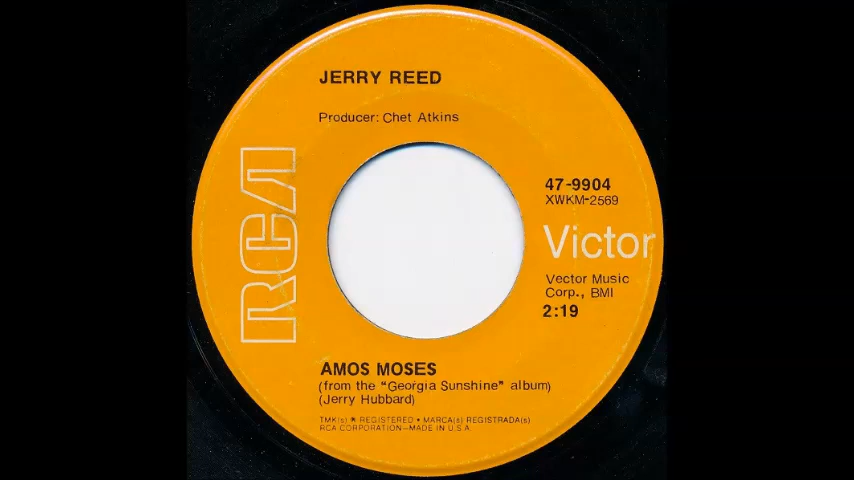 JERRY REED
Producer: Chet Atkins
RCA
47-9904
XWKM-2569
Victor
Vector Music
Corp., BMI
2:19
AMOS MOSES
(from the "Georgia Sunshine" album)
(Jerry Hubbard)
TMK(s) ® REGISTERED • MARCA(s) REGISTRADA(s)
RCA CORPORATION—MADE IN U.S.A.